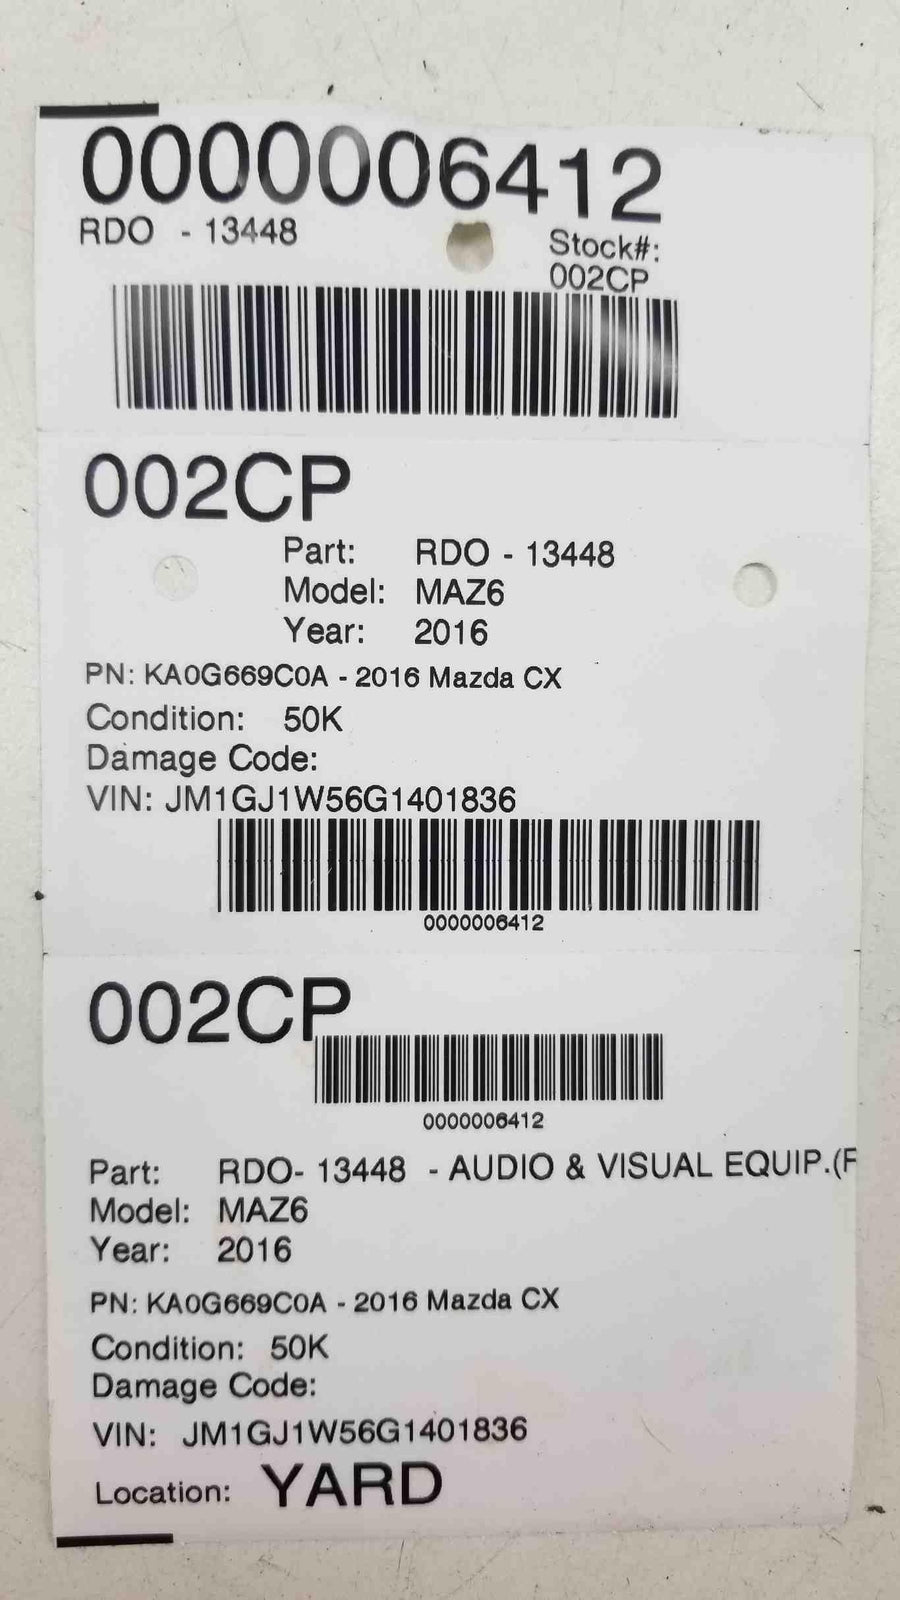 0000006412
RDO - 13448
Stock#:
002CP
002CP
Part: RDO - 13448
Model: MAZ6
Year: 2016
PN: KA0G669C0A - 2016 Mazda CX
Condition: 50K
Damage Code:
VIN: JM1GJ1W56G1401836
0000006412
002CP
0000006412
Part: RDO- 13448 - AUDIO & VISUAL EQUIP.(F
Model: MAZ6
Year: 2016
PN: KA0G669C0A - 2016 Mazda CX
Condition: 50K
Damage Code:
VIN: JM1GJ1W56G1401836
Location: YARD